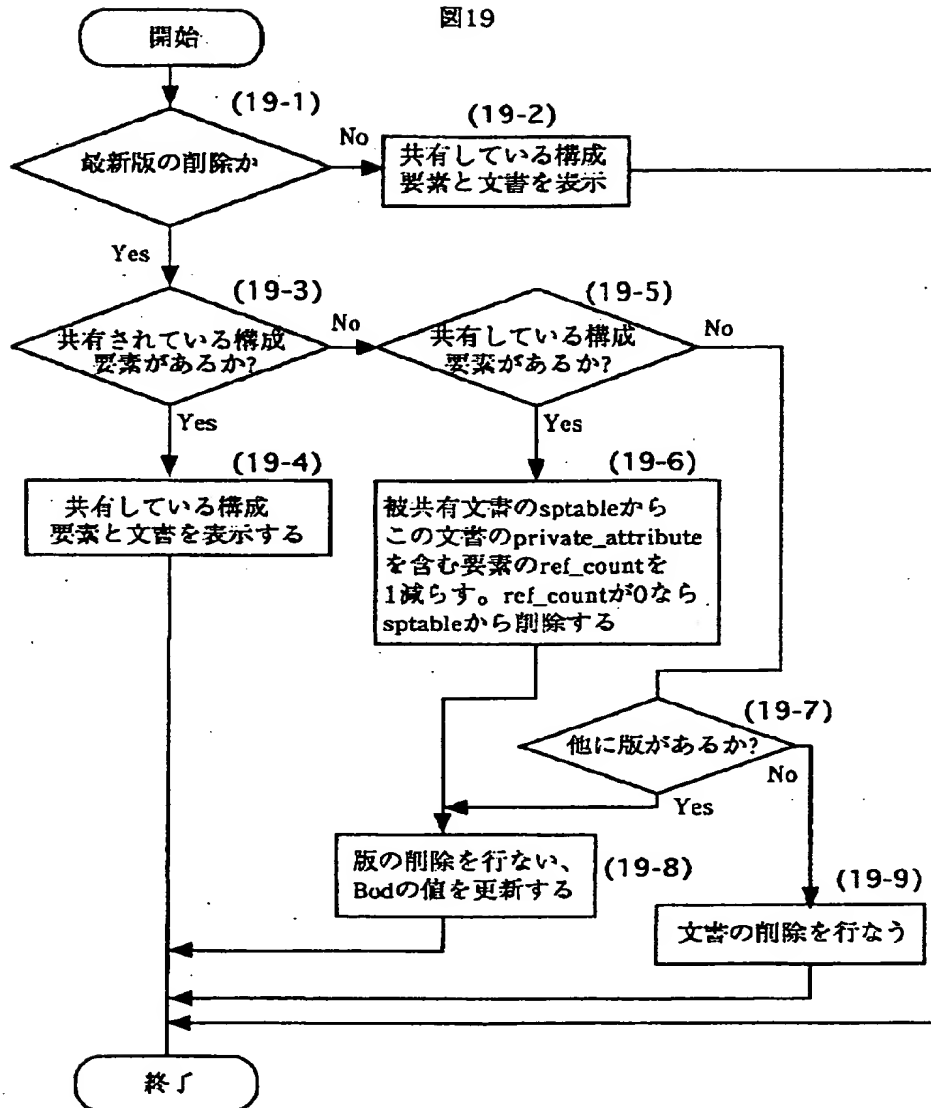 図19
開始
(19-1)
最新版の削除か
No
(19-2)
共有している構成
要素と文書を表示
Yes
(19-3)
共有されている構成
要素があるか?
No
(19-5)
共有している構成
要素があるか?
No
Yes
Yes
(19-4)
共有している構成
要素と文書を表示する
(19-6)
被共有文書のsptableから
この文書のprivate_attribute
を含む要素のref_countを
1減らす。ref_countが0なら
sptableから削除する
(19-7)
他に版があるか?
No
Yes
版の削除を行ない、
Bodの値を更新する
(19-8)
(19-9)
文書の削除を行なう
終了